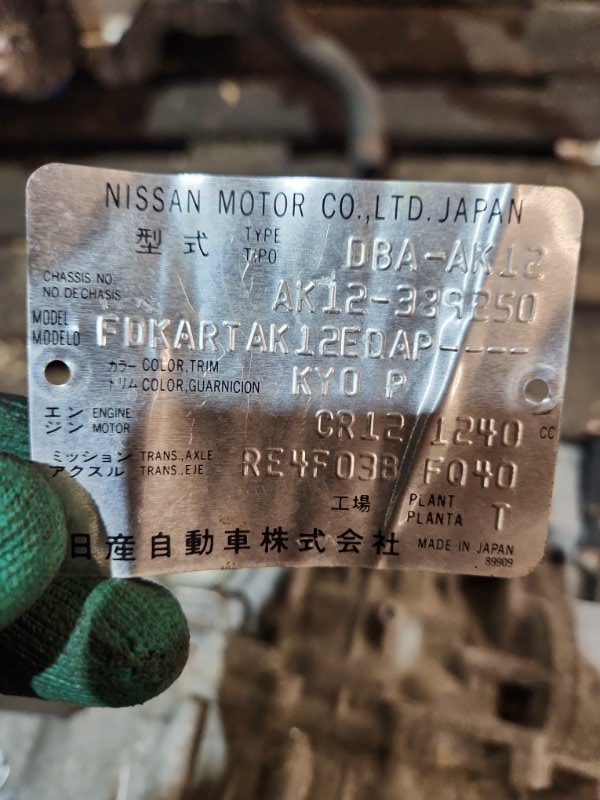 NISSAN MOTOR CO.,LTD. JAPAN
型式 TYPE TIPO DBA-AK12
CHASSIS NO. NO DE CHASIS AK12-339250
MODEL MODELO FDKARTAK12EDAP-----
カラー COLOR,TRIM
トリム COLOR,GUARNICION KY0 P
エンジン ENGINE MOTOR CR12 1240 CC
ミッション TRANS.,AXLE
アクスル TRANS.,EJE RE4F03B FQ40
工場 PLANT PLANTA T
日産自動車株式会社 MADE IN JAPAN
89909